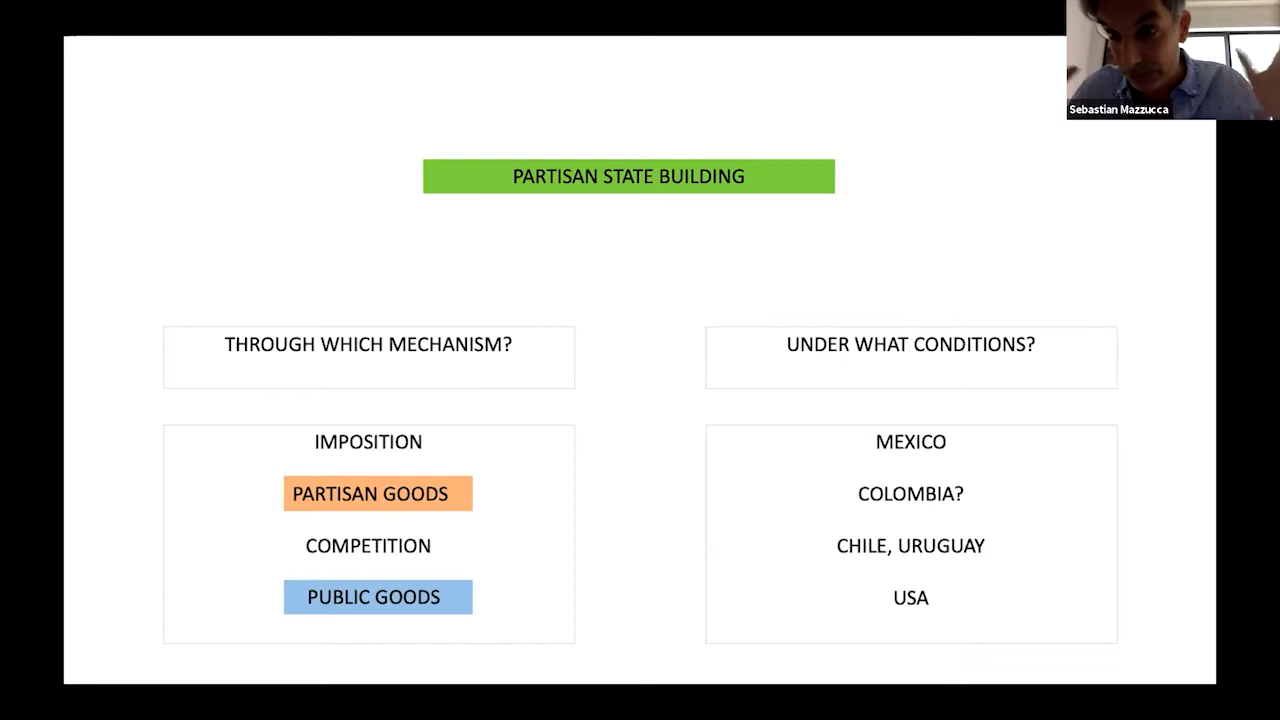 Sebastian Mazzucca
PARTISAN STATE BUILDING
THROUGH WHICH MECHANISM?
UNDER WHAT CONDITIONS?
IMPOSITION
PARTISAN GOODS
COMPETITION
PUBLIC GOODS
MEXICO
COLOMBIA?
CHILE, URUGUAY
USA